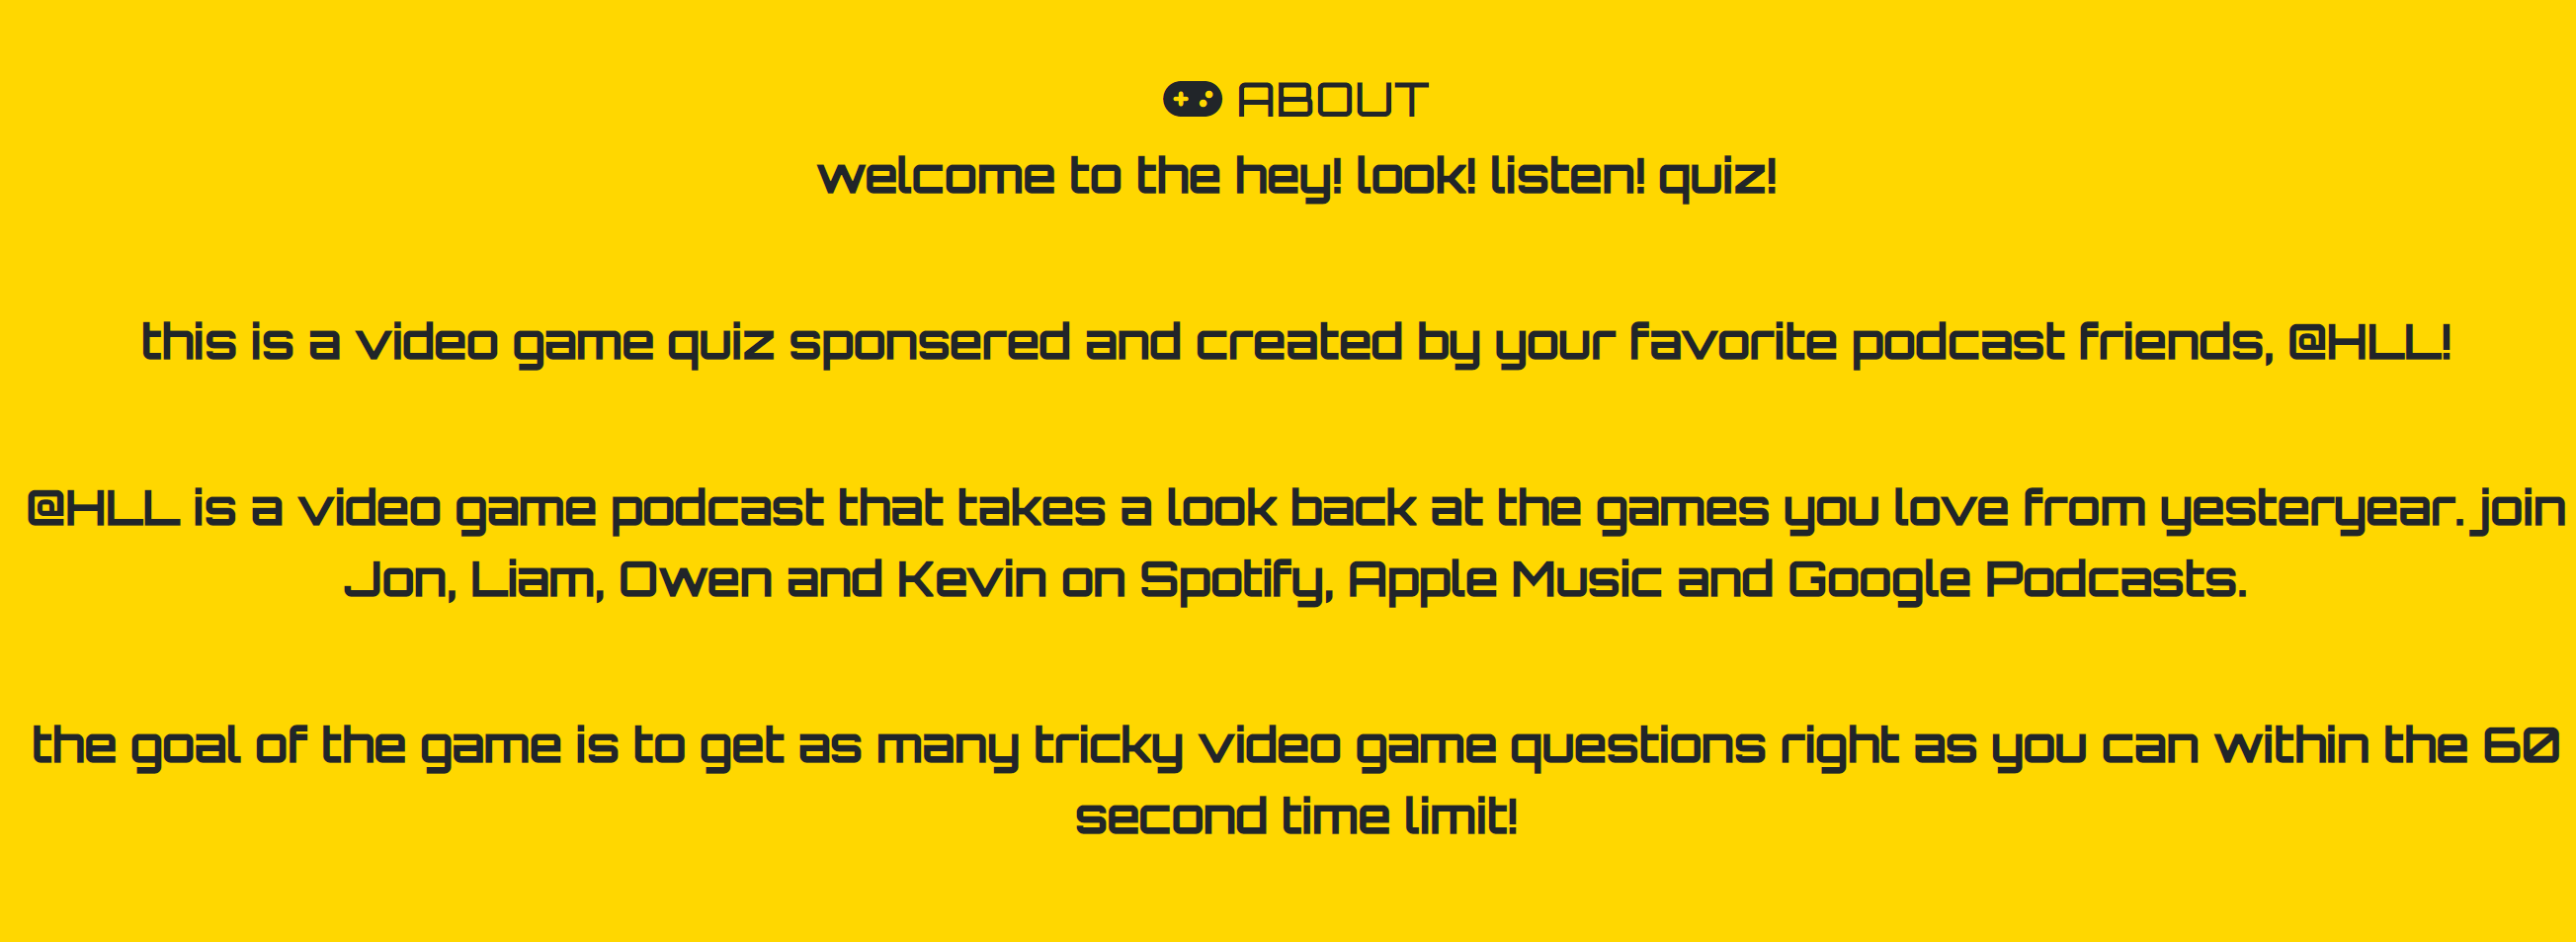 ABOUT
welcome to the hey! look! listen! quiz!
this is a video game quiz sponsered and created by your favorite podcast friends, @HLL!
@HLL is a video game podcast that takes a look back at the games you love from yesteryear. join
Jon, Liam, Owen and Kevin on Spotify, Apple Music and Google Podcasts.
the goal of the game is to get as many tricky video game questions right as you can within the 60
second time limit!